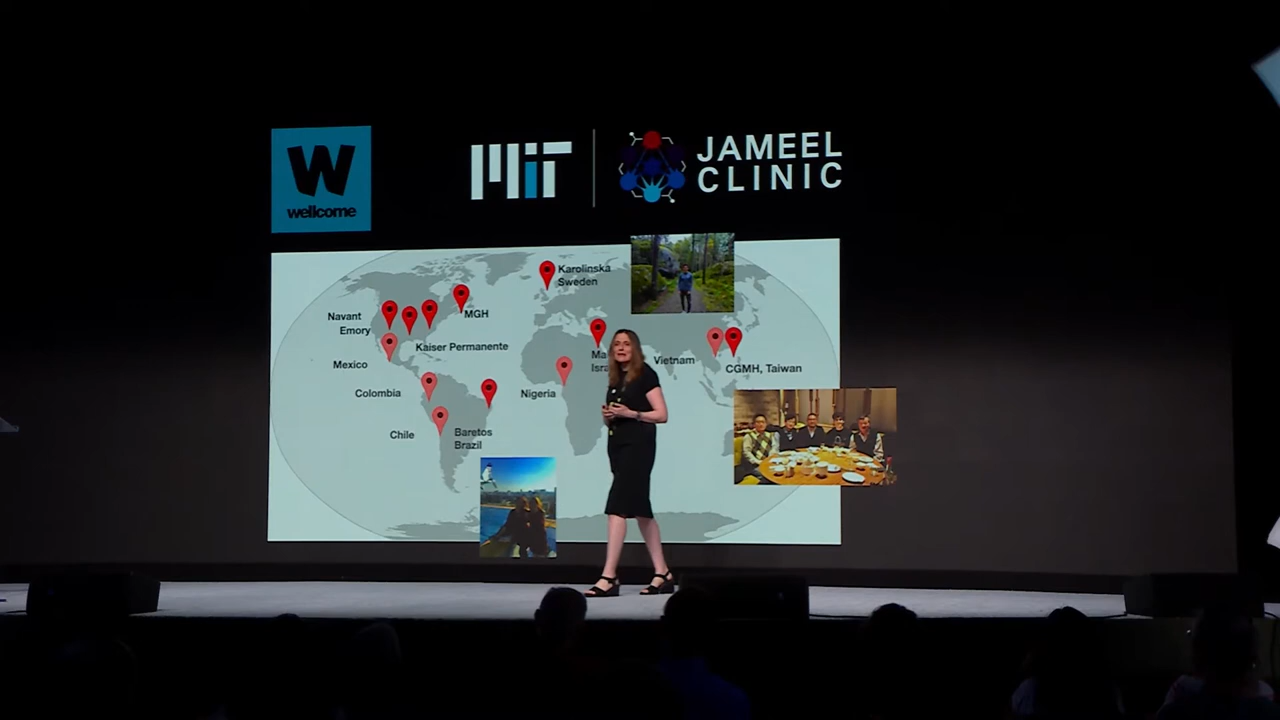 W
wellcome
MIT
JAMEEL
CLINIC
Karolinska
Sweden
Navant
MGH
Emory
Kaiser Permanente
Mexico
Vietnam
CGMH, Taiwan
Colombia
Nigeria
Chile
Baretos
Brazil